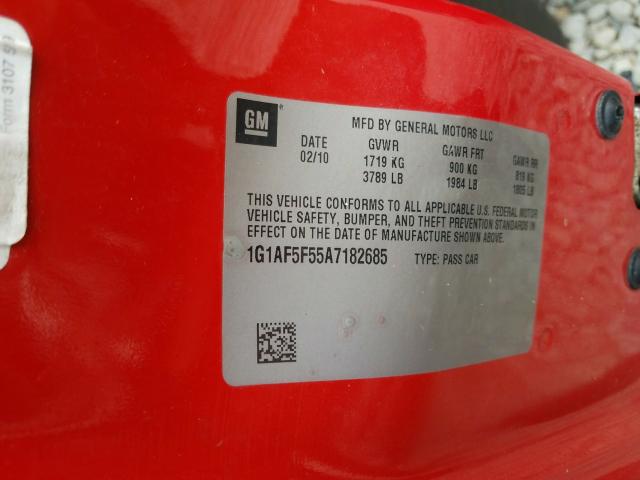 Form 3107
GM
MFD BY GENERAL MOTORS LLC
DATE GVWR GAWR FRT GAWR RR
02/10 1719 KG 900 KG 819 KG
3789 LB 1984 LB 1805 LB
THIS VEHICLE CONFORMS TO ALL APPLICABLE U.S. FEDERAL MOTOR
VEHICLE SAFETY, BUMPER, AND THEFT PREVENTION STANDARDS IN
EFFECT ON THE DATE OF MANUFACTURE SHOWN ABOVE.
1G1AF5F55A7182685 TYPE: PASS CAR